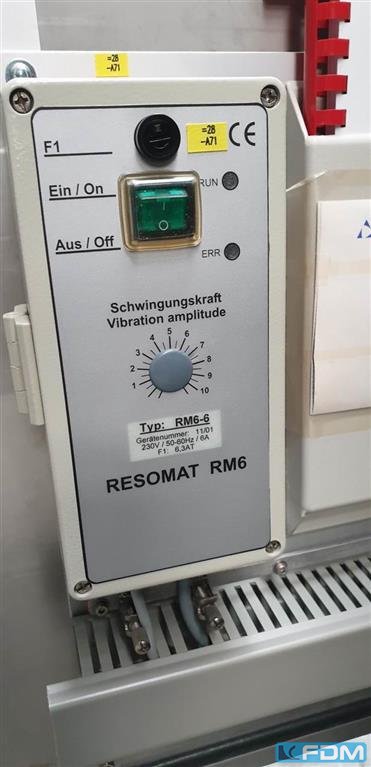 =28
-A71
F1
=28
-A71
CE
Ein / On
RUN
Aus / Off
ERR
Schwingungskraft
Vibration amplitude
1 2 3 4 5 6 7 8 9 10
Typ: RM6-6
Gerätenummer: 11/01
230V / 50-60Hz / 6A
F1: 6,3AT
RESOMAT RM6
FDM